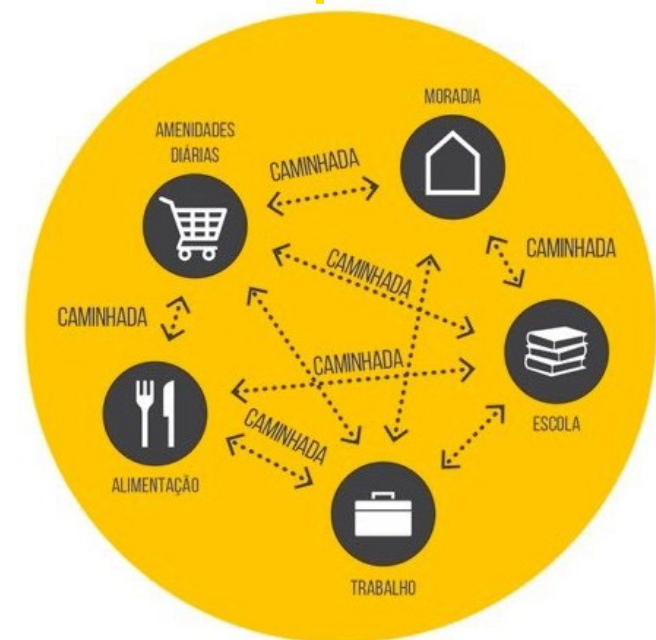 MORADIA
AMENIDADES
DIÁRIAS
CAMINHADA
CAMINHADA
CAMINHADA
CAMINHADA
CAMINHADA
ESCOLA
CAMINHADA
ALIMENTAÇÃO
TRABALHO